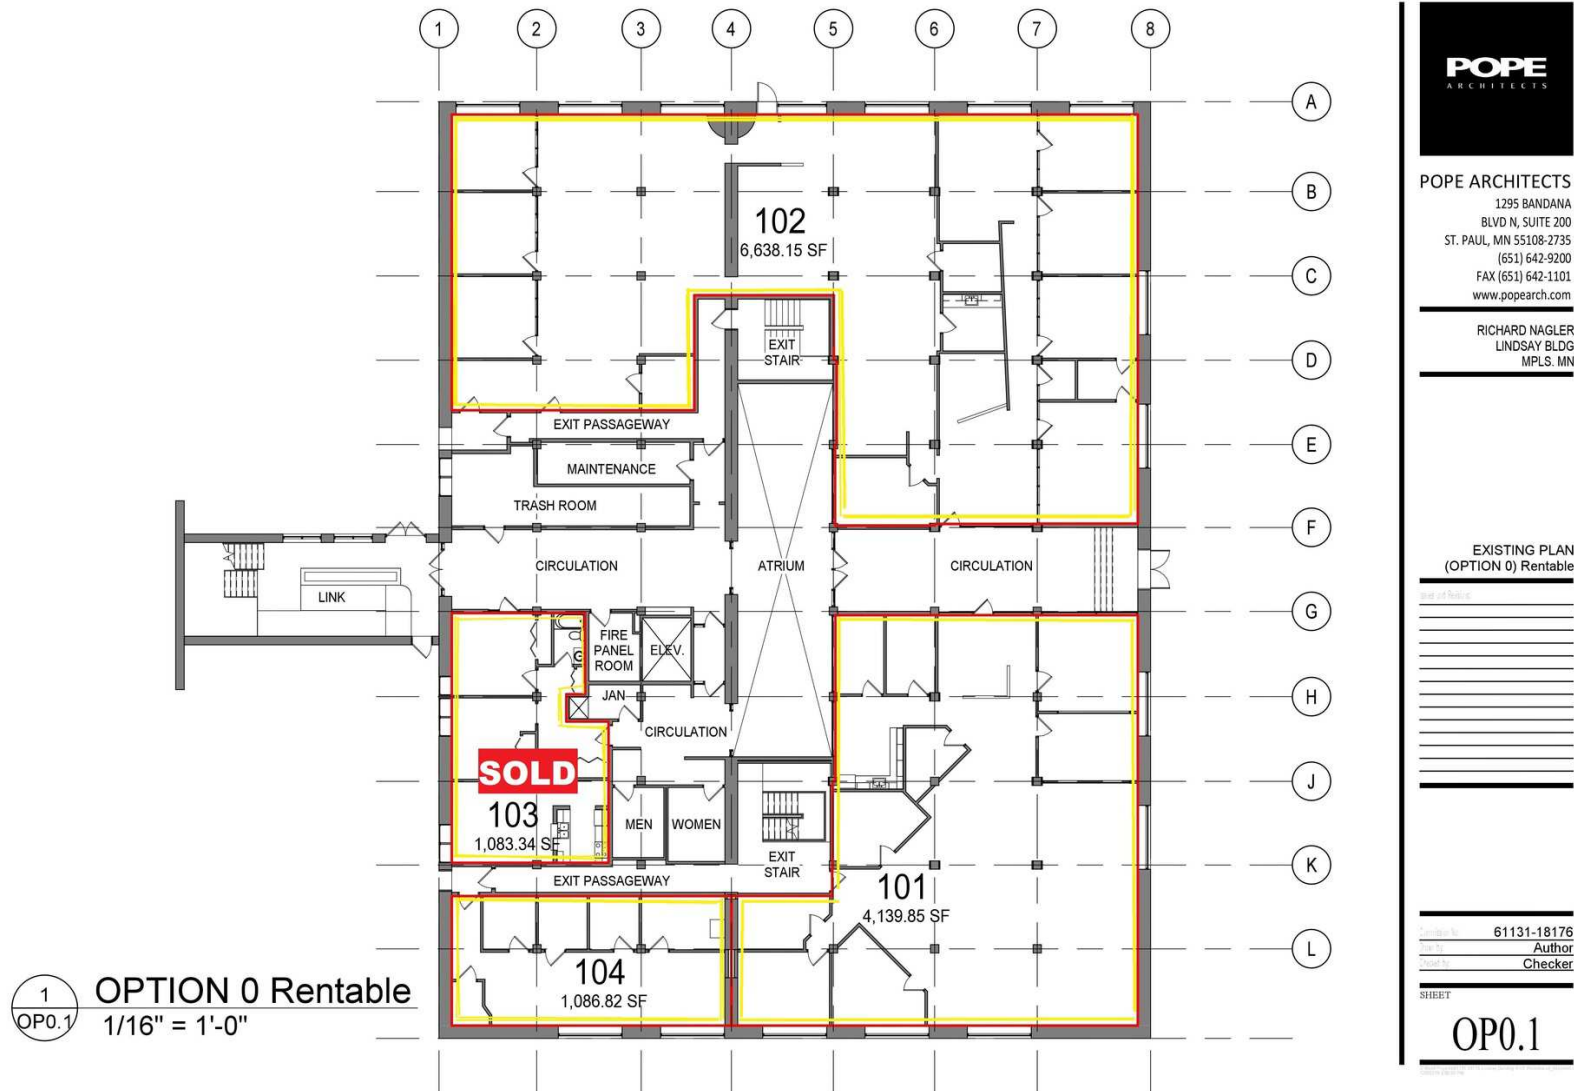 1
2
3
4
5
6
7
8
A
B
C
D
E
F
G
H
J
K
L
102
6,638.15 SF
EXIT
STAIR
EXIT PASSAGEWAY
MAINTENANCE
TRASH ROOM
CIRCULATION
ATRIUM
CIRCULATION
LINK
FIRE
PANEL
ROOM
ELEV.
JAN
CIRCULATION
SOLD
103
1,083.34 SF
MEN
WOMEN
EXIT
STAIR
EXIT PASSAGEWAY
101
4,139.85 SF
104
1,086.82 SF
1
OP0.1
OPTION 0 Rentable
1/16" = 1'-0"
POPE
ARCHITECTS
POPE ARCHITECTS
1295 BANDANA
BLVD N, SUITE 200
ST. PAUL, MN 55108-2735
(651) 642-9200
FAX (651) 642-1101
www.popearch.com
RICHARD NAGLER
LINDSAY BLDG
MPLS. MN
EXISTING PLAN
(OPTION 0) Rentable
61131-18176
Author
Checker
SHEET
OP0.1